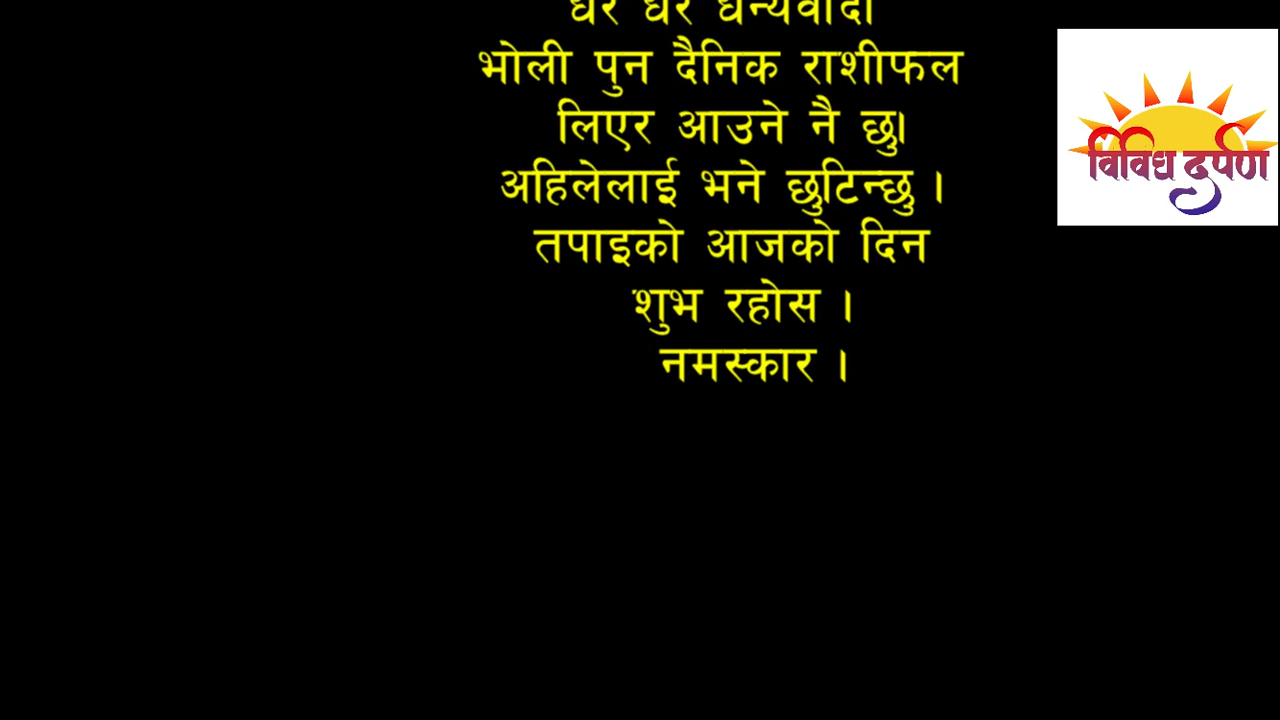 धेरै धेरै धन्यवाद।
भोली पुन दैनिक राशीफल
लिएर आउने नै छु।
अहिलेलाई भने छुटिन्छु ।
तपाइको आजको दिन
शुभ रहोस ।
नमस्कार ।
विविध दर्पण